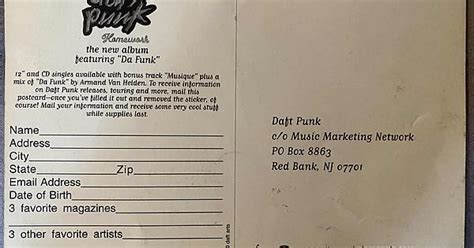 daft
punk
Homework
the new album
featuring "Da Funk"
12" and CD singles available with bonus track "Musique" plus a
mix of "Da Funk" by Armand Van Helden. To receive information
on Daft Punk releases, touring and more, mail this
postcard—once you've filled it out and removed the sticker, of
course! Mail your information and receive some very cool stuff
while supplies last.
Name
Address
City
State Zip
Email Address
Date of Birth
3 favorite magazines
3 other favorite artists
Daft Punk
c/o Music Marketing Network
PO Box 8863
Red Bank, NJ 07701
daft arts